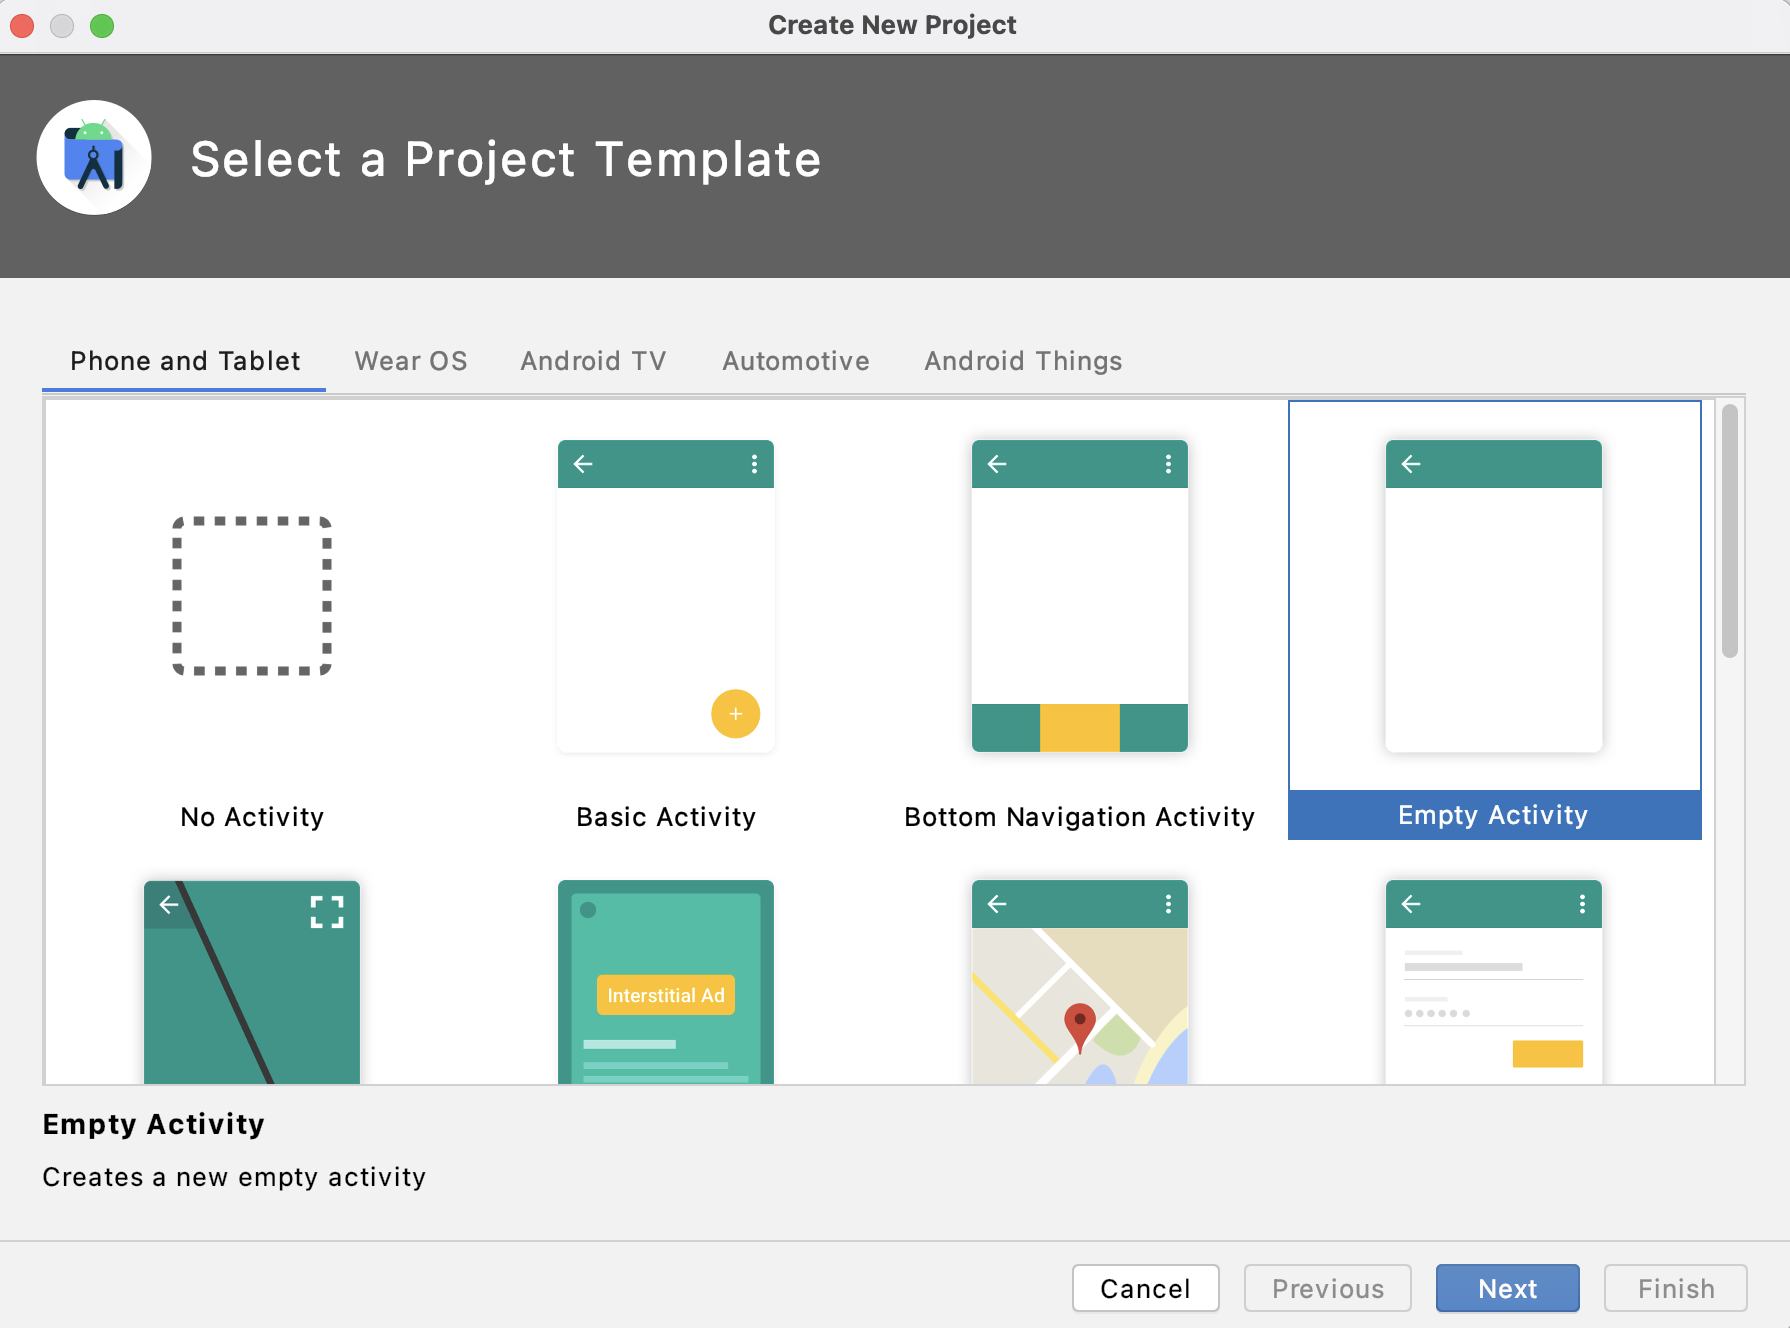 Create New Project
Select a Project Template
Phone and Tablet Wear OS Android TV Automotive Android Things
No Activity Basic Activity Bottom Navigation Activity Empty Activity
Interstitial Ad
Empty Activity
Creates a new empty activity
Cancel Previous Next Finish